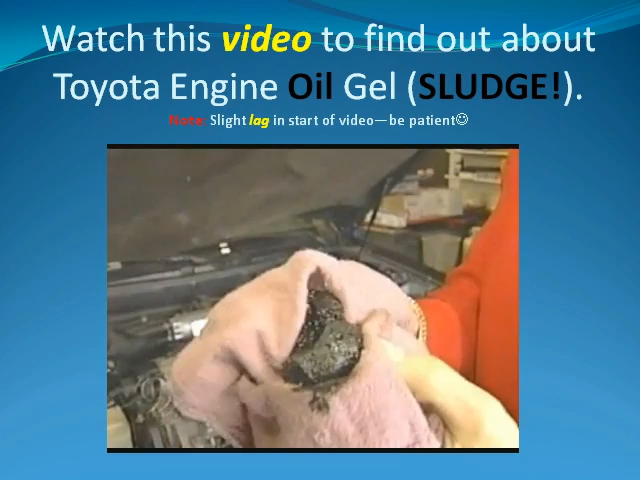 Watch this video to find out about
Toyota Engine Oil Gel (SLUDGE!).
Note: Slight lag in start of video—be patient☺